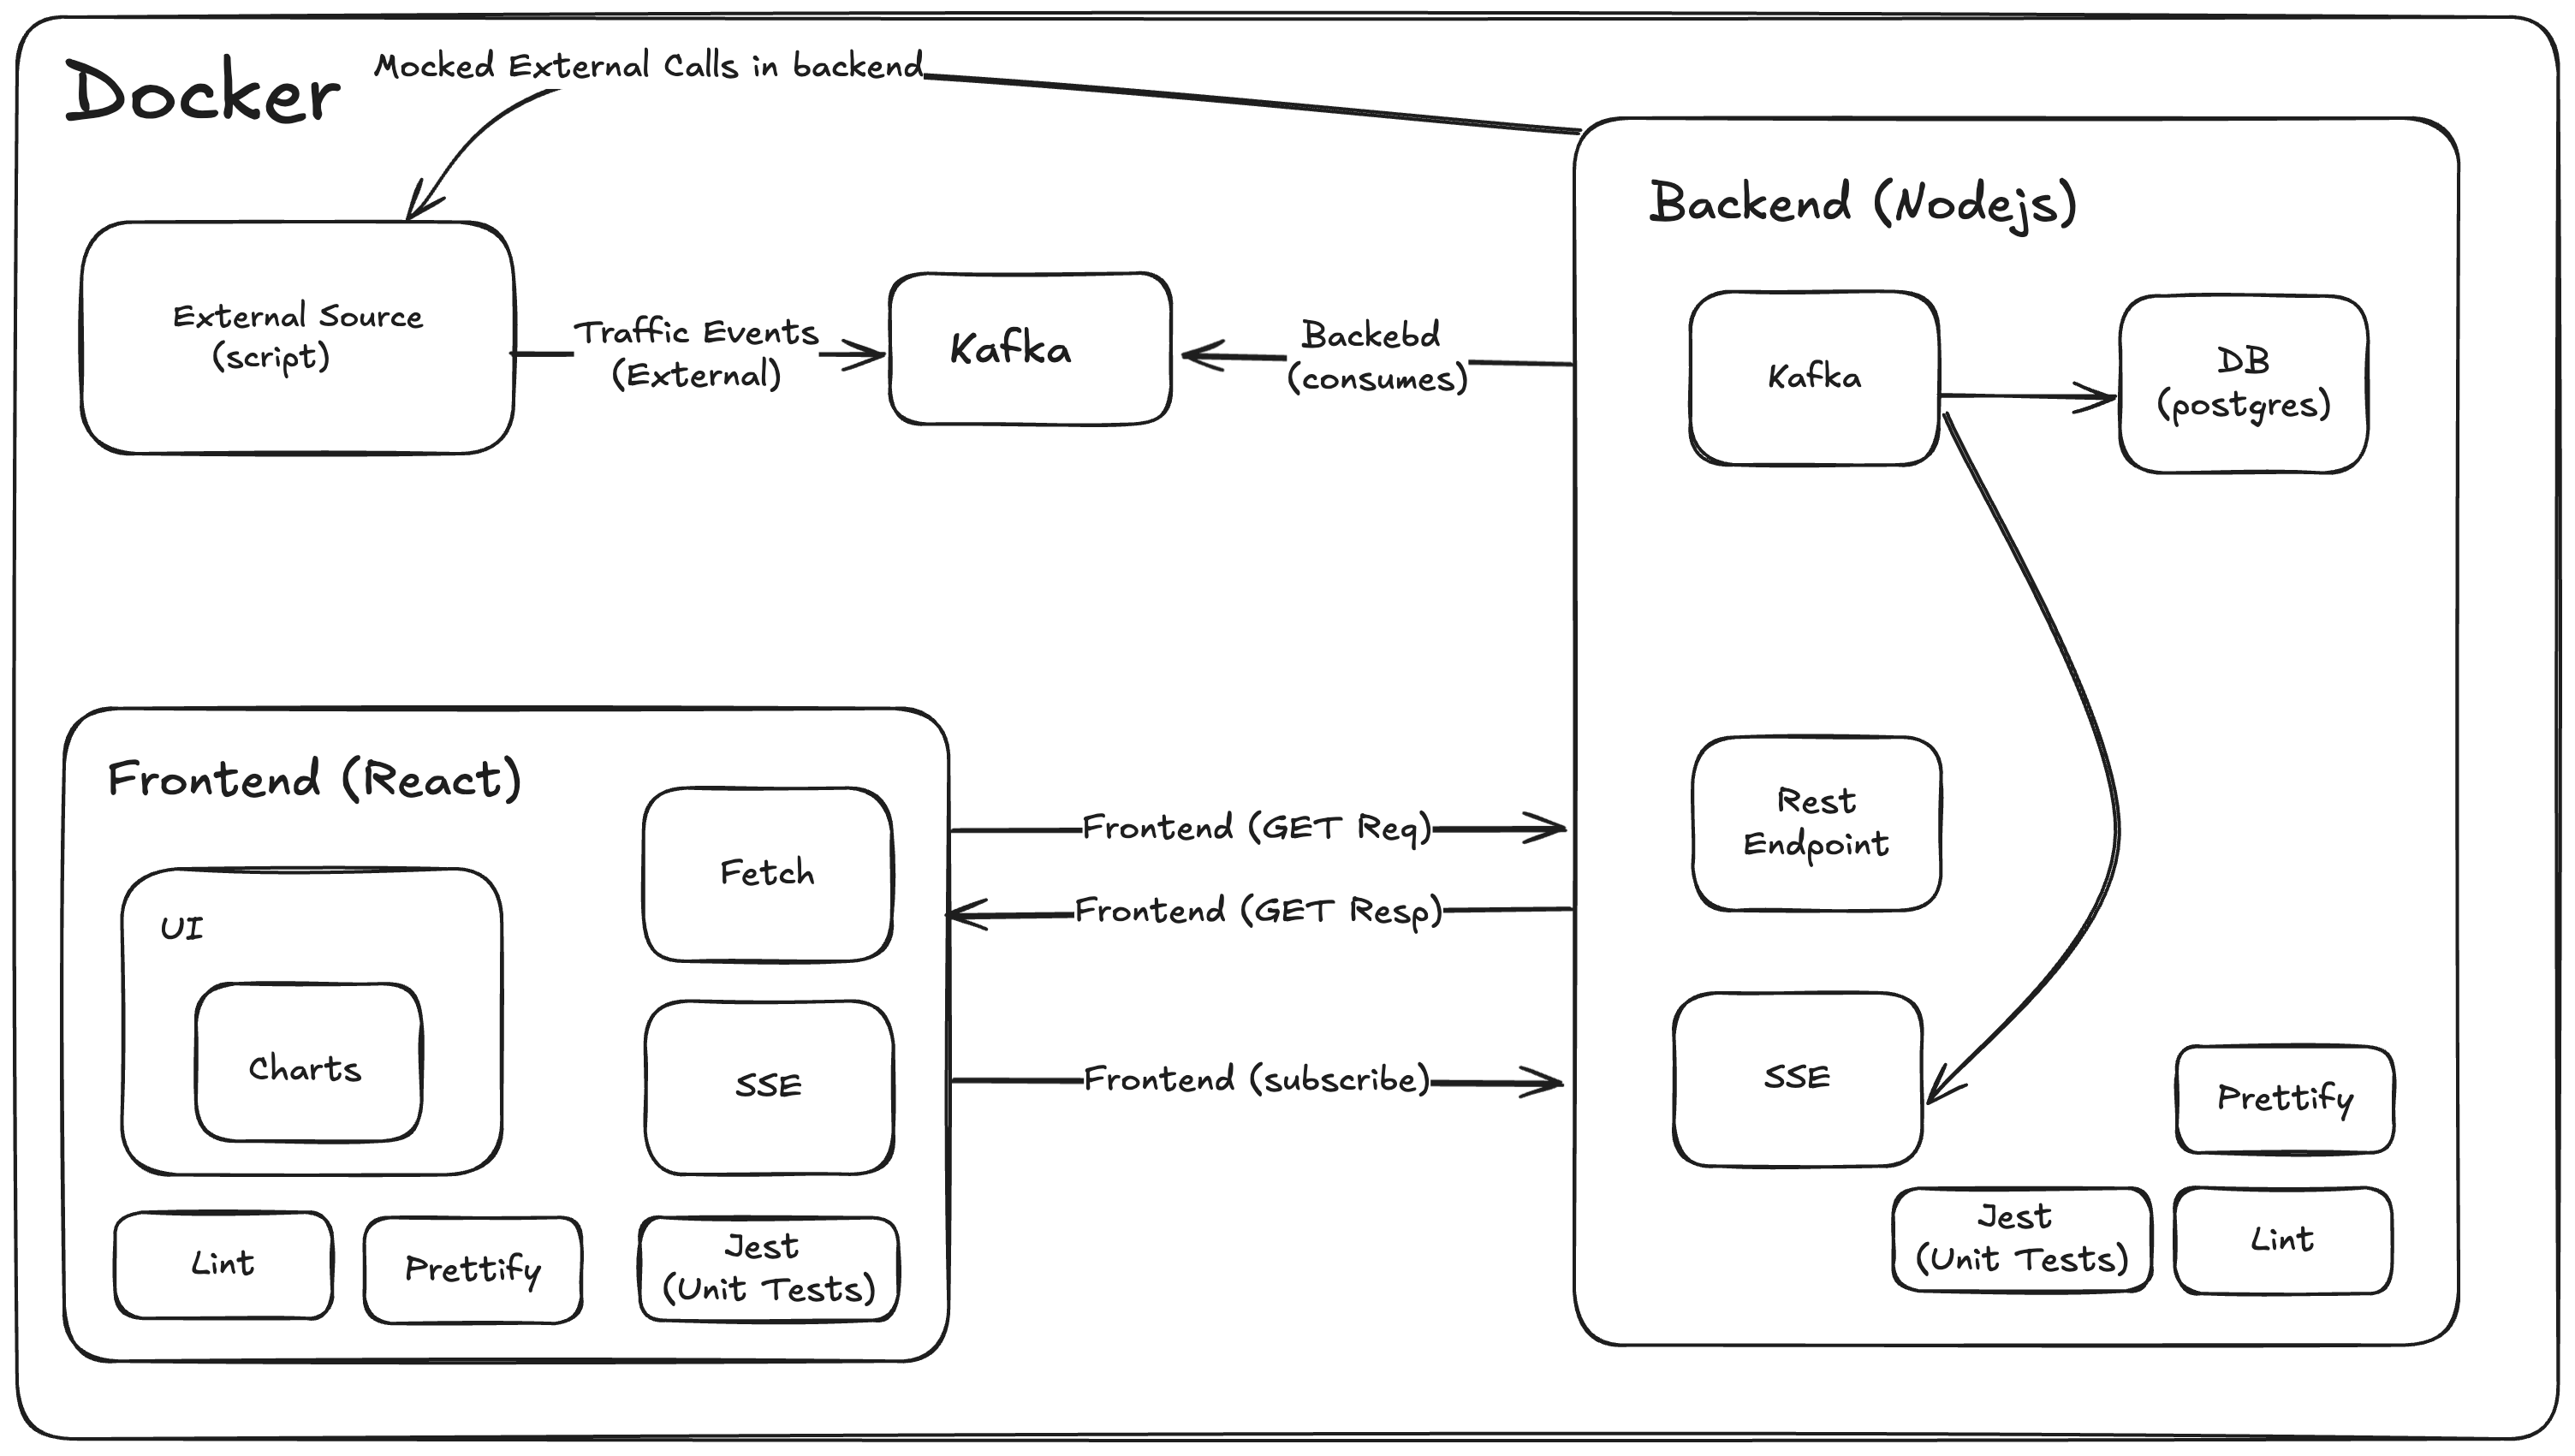 Docker
Mocked External Calls in backend
External Source
(script)
Traffic Events
(External)
Kafka
Backebd
(consumes)
Backend (Nodejs)
Kafka
DB
(postgres)
Rest
Endpoint
SSE
Prettify
Jest
(Unit Tests)
Lint
Frontend (React)
UI
Charts
Fetch
SSE
Lint
Prettify
Jest
(Unit Tests)
Frontend (GET Req)
Frontend (GET Resp)
Frontend (subscribe)